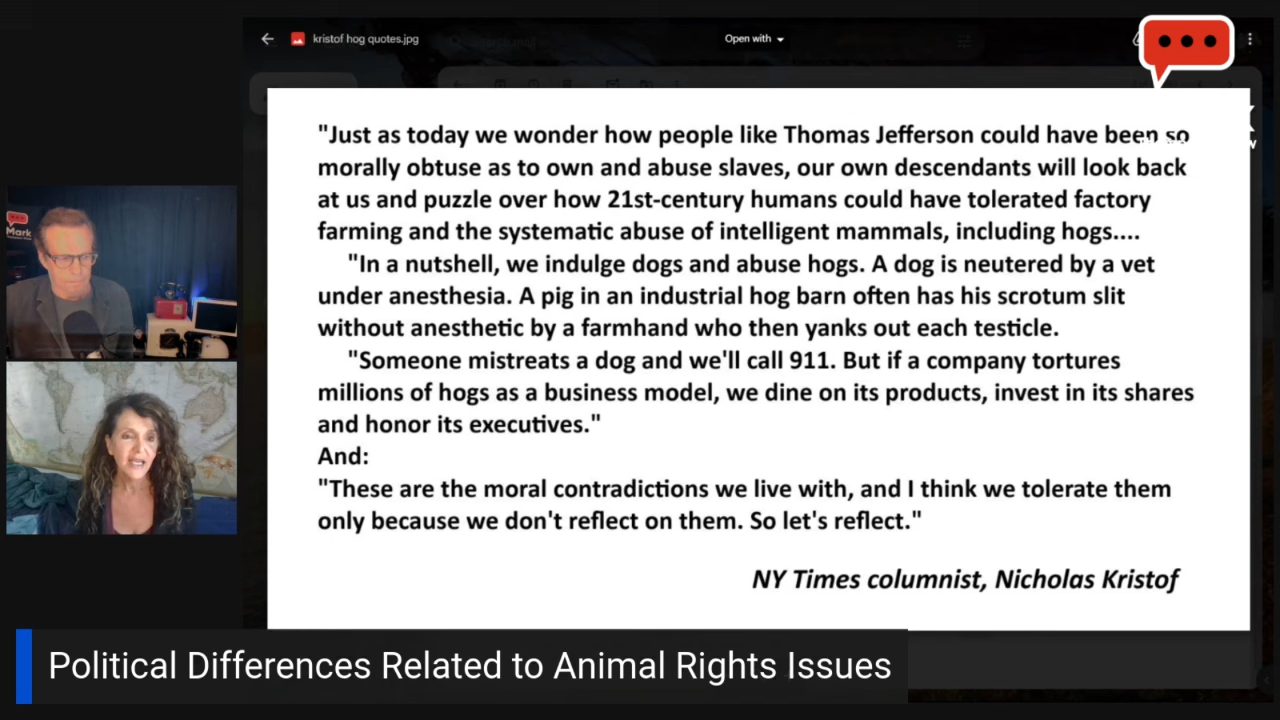 kristof hog quotes.jpg
Open with
"Just as today we wonder how people like Thomas Jefferson could have been so
morally obtuse as to own and abuse slaves, our own descendants will look back
at us and puzzle over how 21st-century humans could have tolerated factory
farming and the systematic abuse of intelligent mammals, including hogs....
"In a nutshell, we indulge dogs and abuse hogs. A dog is neutered by a vet
under anesthesia. A pig in an industrial hog barn often has his scrotum slit
without anesthetic by a farmhand who then yanks out each testicle.
"Someone mistreats a dog and we'll call 911. But if a company tortures
millions of hogs as a business model, we dine on its products, invest in its shares
and honor its executives."
And:
"These are the moral contradictions we live with, and I think we tolerate them
only because we don't reflect on them. So let's reflect."
NY Times columnist, Nicholas Kristof
Mark
Political Differences Related to Animal Rights Issues